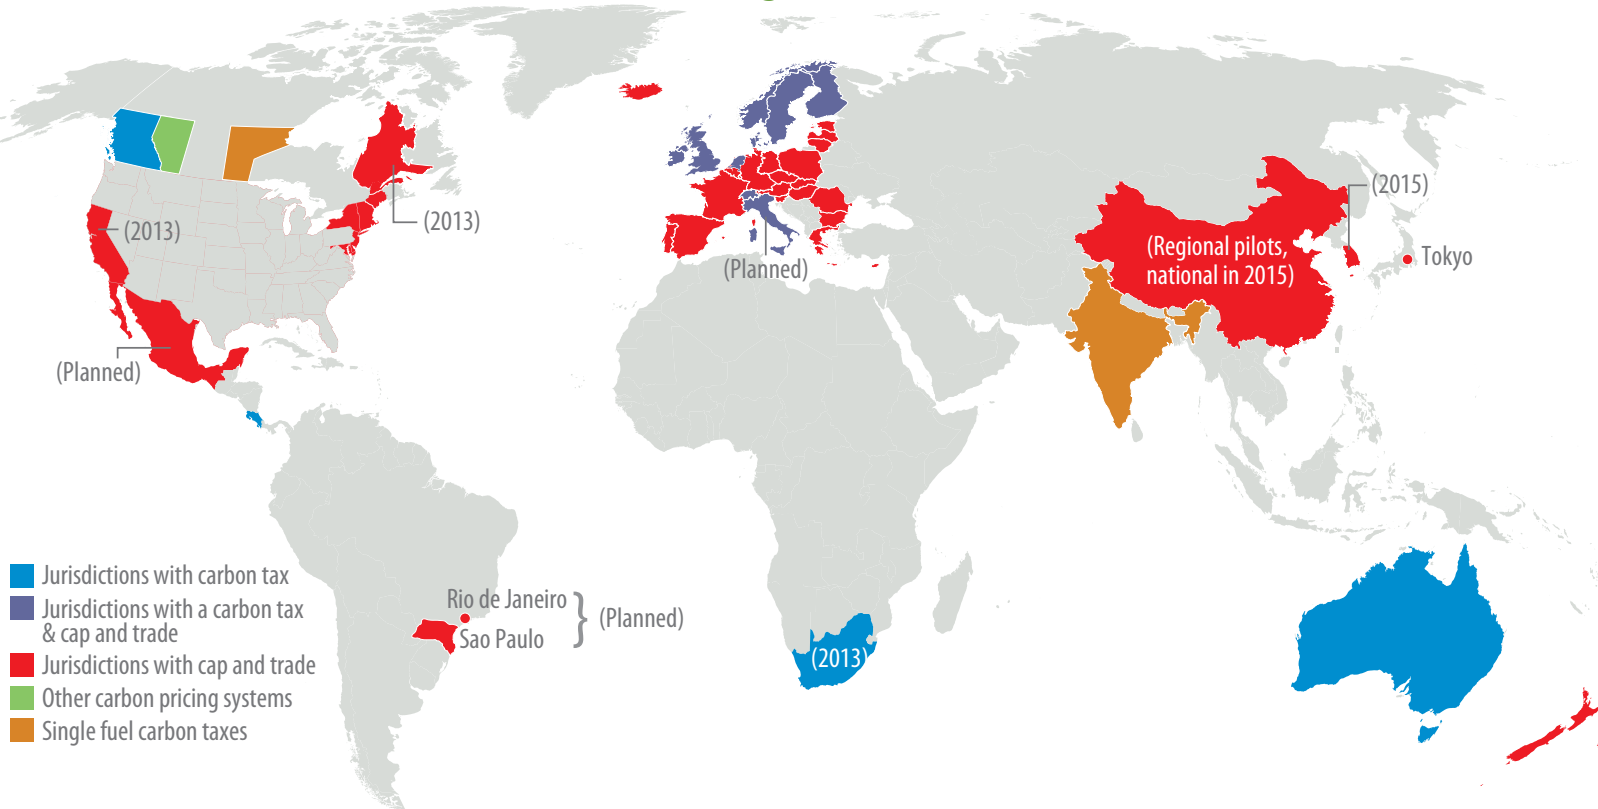 (2013)
(2013)
(Planned)
(Planned)
(Regional pilots,
national in 2015)
(2015)
Tokyo
Rio de Janeiro
Sao Paulo
} (Planned)
(2013)
Jurisdictions with carbon tax
Jurisdictions with a carbon tax
& cap and trade
Jurisdictions with cap and trade
Other carbon pricing systems
Single fuel carbon taxes